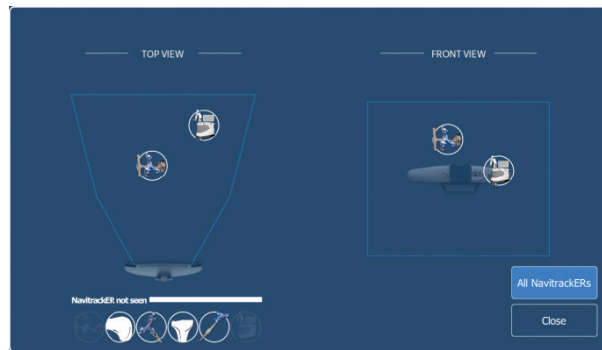 TOP VIEW
FRONT VIEW
NavitrackER not seen
All NavitrackERs
Close